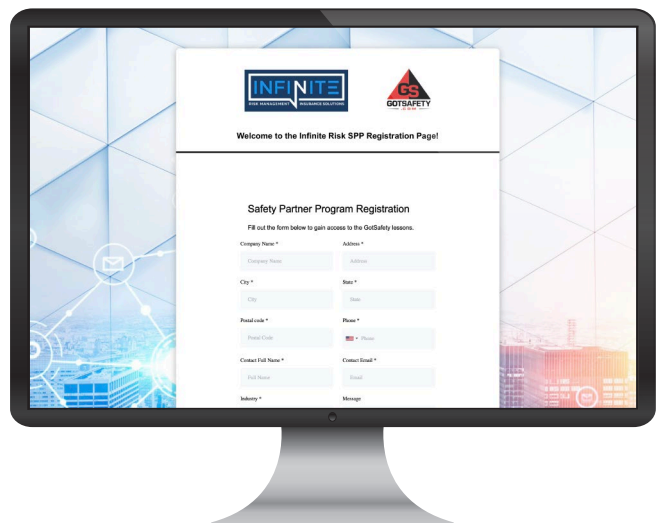 INFINITE
RISK MANAGEMENT INSURANCE SOLUTIONS
GS
GOTSAFETY
.COM
Welcome to the Infinite Risk SPP Registration Page!
Safety Partner Program Registration
Fill out the form below to gain access to the GotSafety lessons.
Company Name * Address *
Company Name Address
City * State *
City State
Postal code * Phone *
Postal Code Phone
Contact Full Name * Contact Email *
Full Name Email
Industry * Message